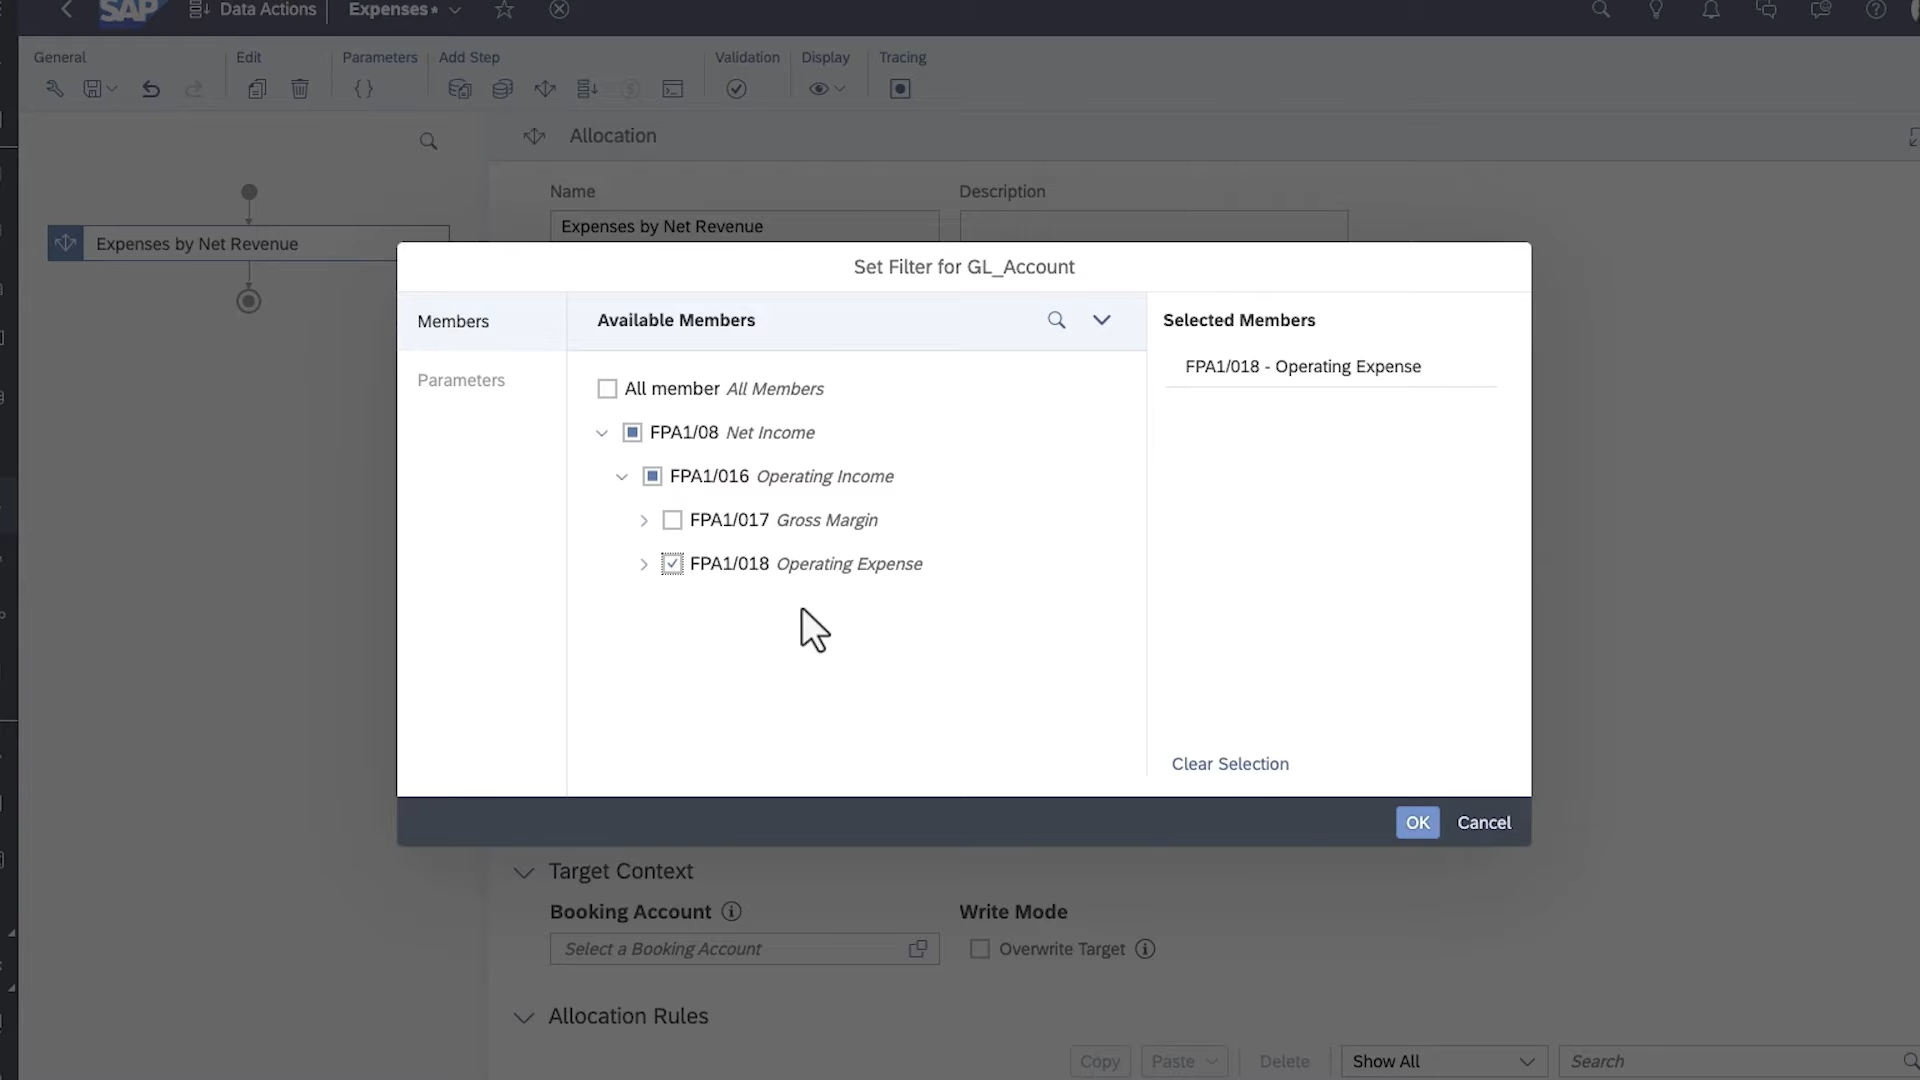 SAP Data Actions Expenses*
General Edit Parameters Add Step Validation Display Tracing
Allocation
Name Description
Expenses by Net Revenue
Expenses by Net Revenue
Set Filter for GL_Account
Members
Parameters
Available Members
All member All Members
FPA1/08 Net Income
FPA1/016 Operating Income
FPA1/017 Gross Margin
FPA1/018 Operating Expense
Selected Members
FPA1/018 - Operating Expense
Clear Selection
OK Cancel
Target Context
Booking Account Write Mode
Select a Booking Account Overwrite Target
Allocation Rules
Copy Paste Delete Show All Search